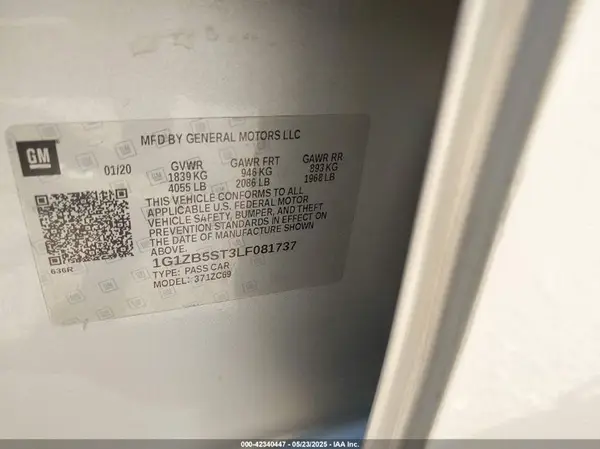 MFD BY GENERAL MOTORS LLC
GM
01/20 GVWR GAWR FRT GAWR RR
1839 KG 946 KG 893 KG
4055 LB 2086 LB 1968 LB
THIS VEHICLE CONFORMS TO ALL
APPLICABLE U.S. FEDERAL MOTOR
VEHICLE SAFETY, BUMPER, AND THEFT
PREVENTION STANDARDS IN EFFECT ON
THE DATE OF MANUFACTURE SHOWN
ABOVE.
1G1ZB5ST3LF081737
636R
TYPE: PASS CAR
MODEL: 371ZC69
000-42340447 — 05/23/2025 — IAA Inc.